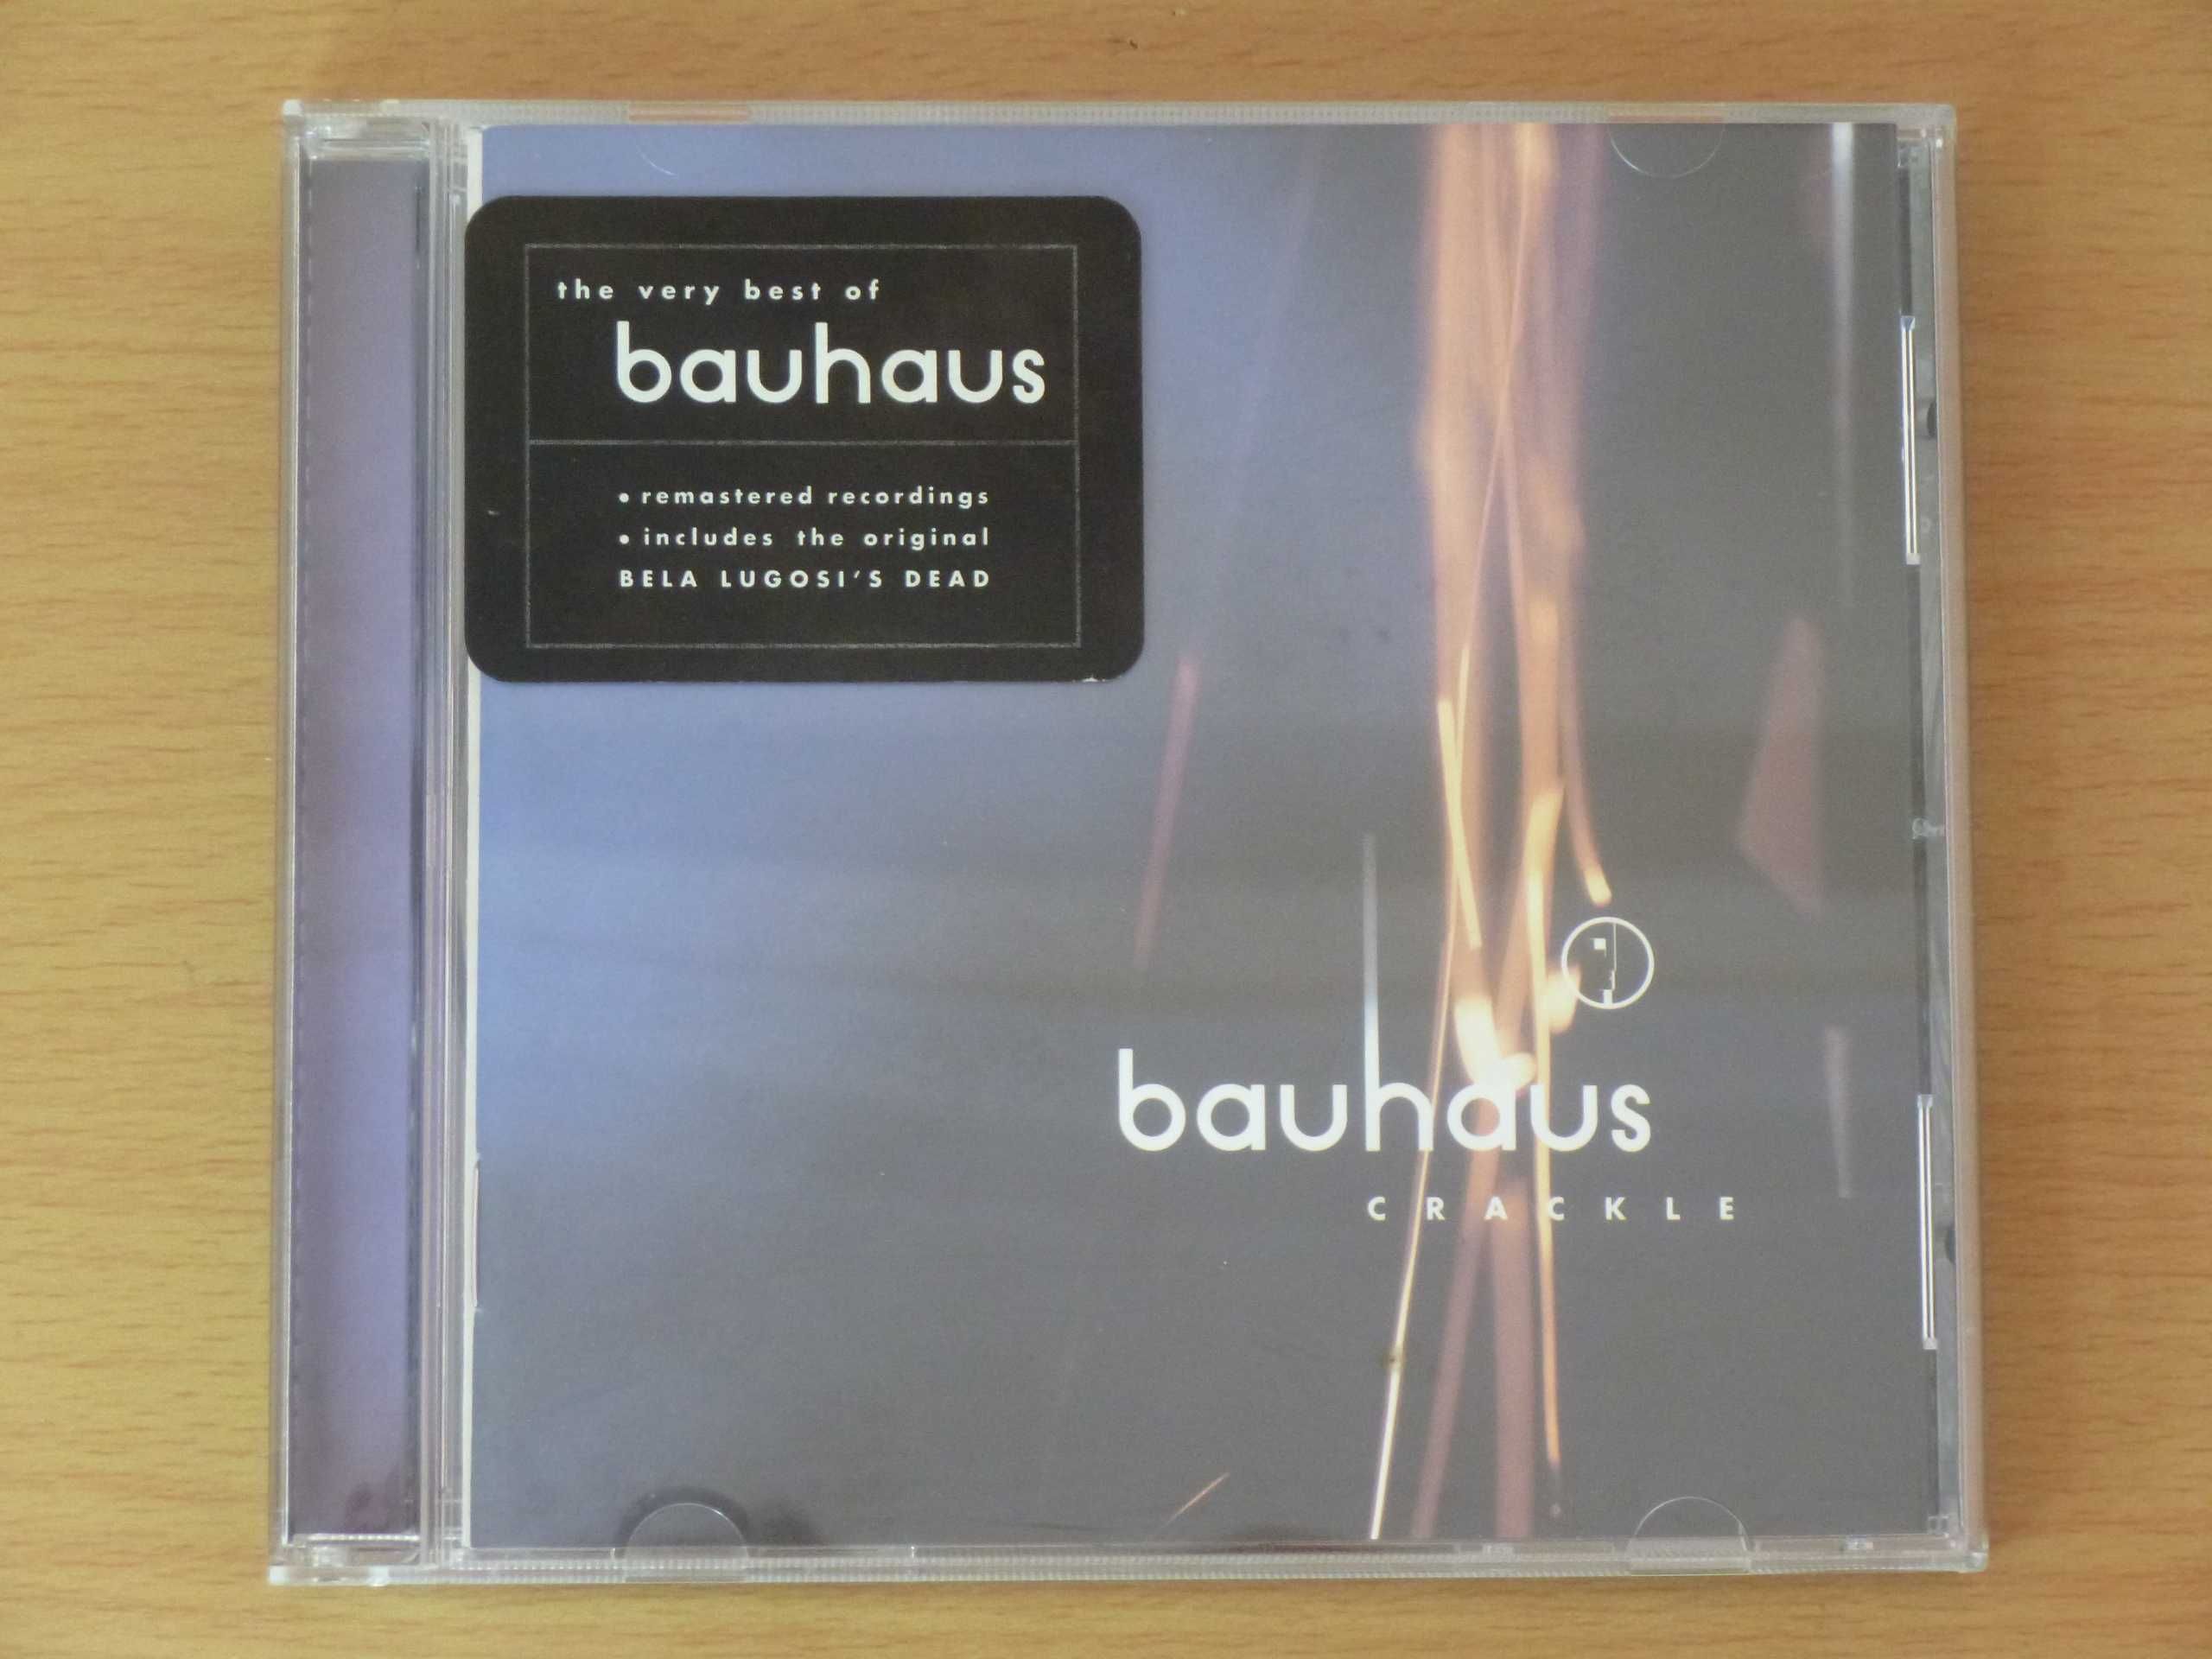 the very best of
bauhaus
• remastered recordings
• includes the original
BELA LUGOSI'S DEAD
bauhaus
CRACKLE